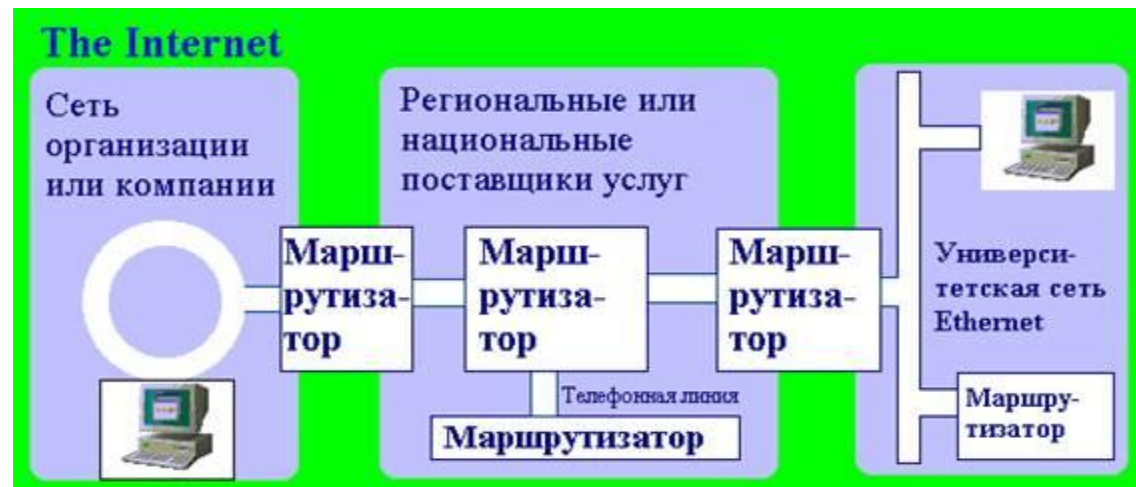 The Internet
Сеть
организации
или компании
Региональные или
национальные
поставщики услуг
Марш-
рутиза-
тор
Марш-
рутиза-
тор
Марш-
рутиза-
тор
Телефонная линия
Маршрутизатор
Универси-
тетская сеть
Ethernet
Маршру-
тизатор